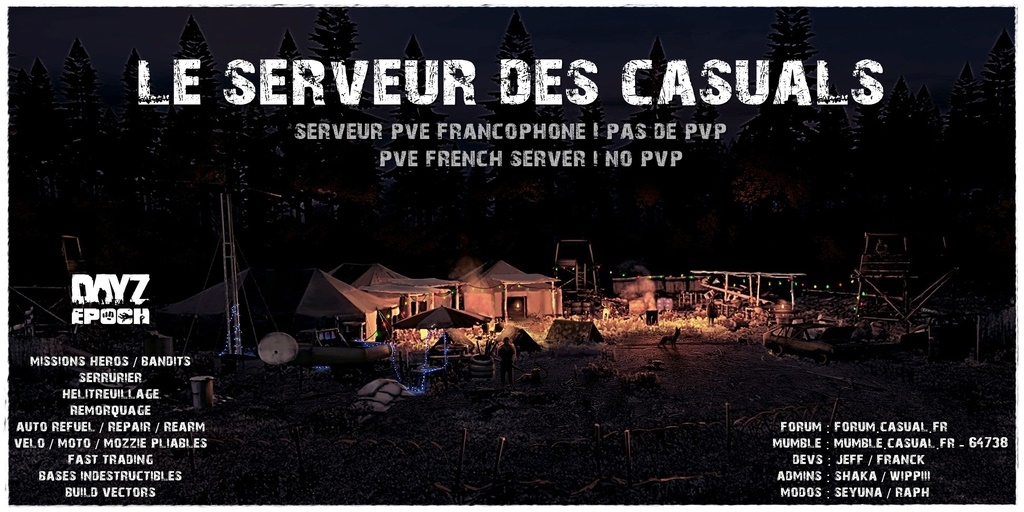 LE SERVEUR DES CASUALS
SERVEUR PVE FRANCOPHONE | PAS DE PVP
PVE FRENCH SERVER | NO PVP
DAYZ
EPOCH
MISSIONS HEROS / BANDITS
SERRURIER
HELITREUILLAGE
REMORQUAGE
AUTO REFUEL / REPAIR / REARM
VELO / MOTO / MOZZIE PLIABLES
FAST TRADING
BASES INDESTRUCTIBLES
BUILD VECTORS
FORUM : FORUM.CASUAL.FR
MUMBLE : MUMBLE.CASUAL.FR - 64738
DEVS : JEFF / FRANCK
ADMINS : SHAKA / WIPPIII
MODOS : SEYUNA / RAPH